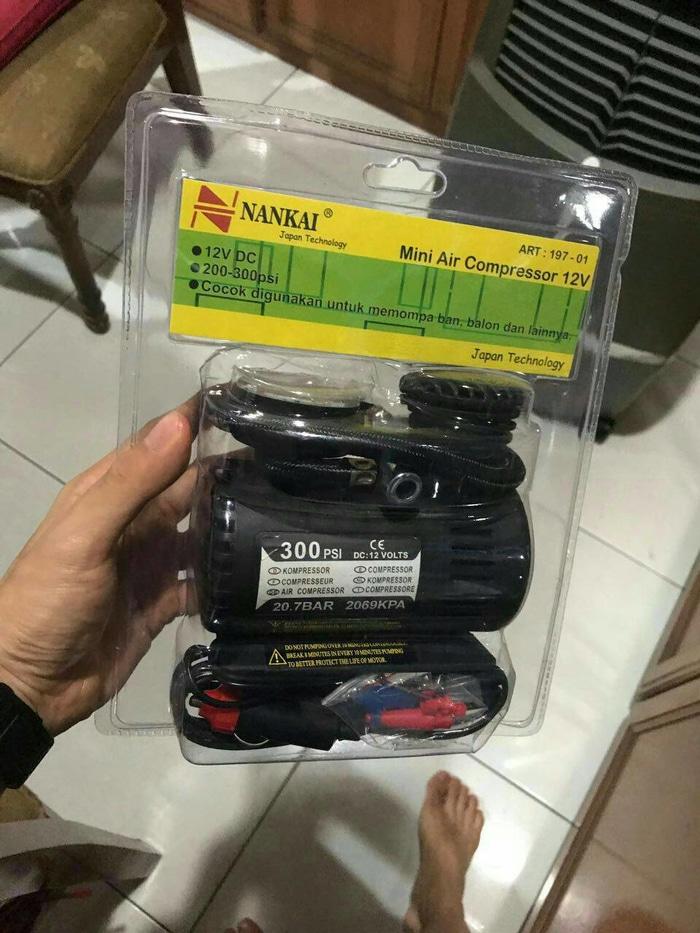 NANKAI ®
Japan Technology
ART : 197 - 01
Mini Air Compressor 12V
12V DC
200-300psi
Cocok digunakan untuk memompa ban, balon dan lainnya.
Japan Technology
300 PSI
CE
DC:12 VOLTS
KOMPRESSOR
COMPRESSOR
COMPRESSEUR
KOMPRESSOR
AIR COMPRESSOR
COMPRESSORE
20.7BAR 2069KPA
DO NOT PUMPING OVER 10 MINUTES CONTINUOUSLY.
BREAK 8 MINUTES IN EVERY 10 MINUTES PUMPING
TO BETTER PROTECT THE LIFE OF MOTOR.